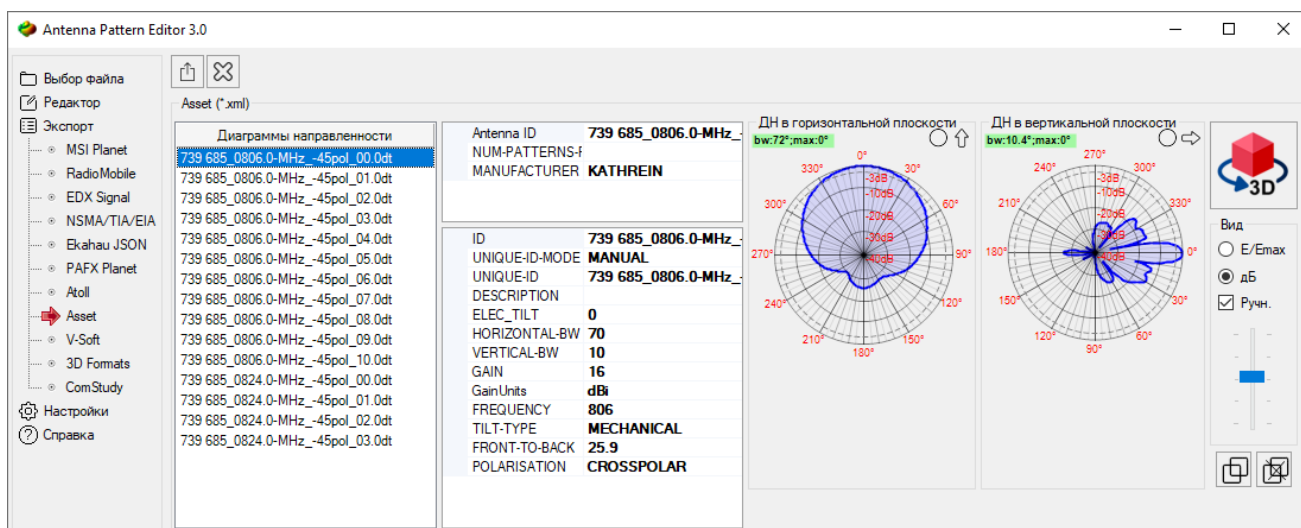 Antenna Pattern Editor 3.0
Выбор файла
Редактор
Экспорт
MSI Planet
RadioMobile
EDX Signal
NSMA/TIA/EIA
Ekahau JSON
PAFX Planet
Atoll
Asset
V-Soft
3D Formats
ComStudy
Настройки
Справка
Asset (*.xml)
Диаграммы направленности
739 685_0806.0-MHz_-45pol_00.0dt
739 685_0806.0-MHz_-45pol_01.0dt
739 685_0806.0-MHz_-45pol_02.0dt
739 685_0806.0-MHz_-45pol_03.0dt
739 685_0806.0-MHz_-45pol_04.0dt
739 685_0806.0-MHz_-45pol_05.0dt
739 685_0806.0-MHz_-45pol_06.0dt
739 685_0806.0-MHz_-45pol_07.0dt
739 685_0806.0-MHz_-45pol_08.0dt
739 685_0806.0-MHz_-45pol_09.0dt
739 685_0806.0-MHz_-45pol_10.0dt
739 685_0824.0-MHz_-45pol_00.0dt
739 685_0824.0-MHz_-45pol_01.0dt
739 685_0824.0-MHz_-45pol_02.0dt
739 685_0824.0-MHz_-45pol_03.0dt
Antenna ID 739 685_0806.0-MHz_-
NUM-PATTERNS-F
MANUFACTURER KATHREIN
ID 739 685_0806.0-MHz_-
UNIQUE-ID-MODE MANUAL
UNIQUE-ID 739 685_0806.0-MHz_
DESCRIPTION
ELEC_TILT 0
HORIZONTAL-BW 70
VERTICAL-BW 10
GAIN 16
GainUnits dBi
FREQUENCY 806
TILT-TYPE MECHANICAL
FRONT-TO-BACK 25.9
POLARISATION CROSSPOLAR
ДН в горизонтальной плоскости
bw:72°;max:0°
0°
330° 30°
-3dB
-10dB
300° 60°
-20dB
-30dB
270° -40dB 90°
240° 120°
210° 150°
180°
ДН в вертикальной плоскости
bw:10.4°;max:0°
270°
240° 300°
-3dB
-10dB
210° 330°
-20dB
-30dB
180° -40dB 0°
150° 30°
120° 60°
90°
3D
Вид
E/Emax
дБ
Ручн.